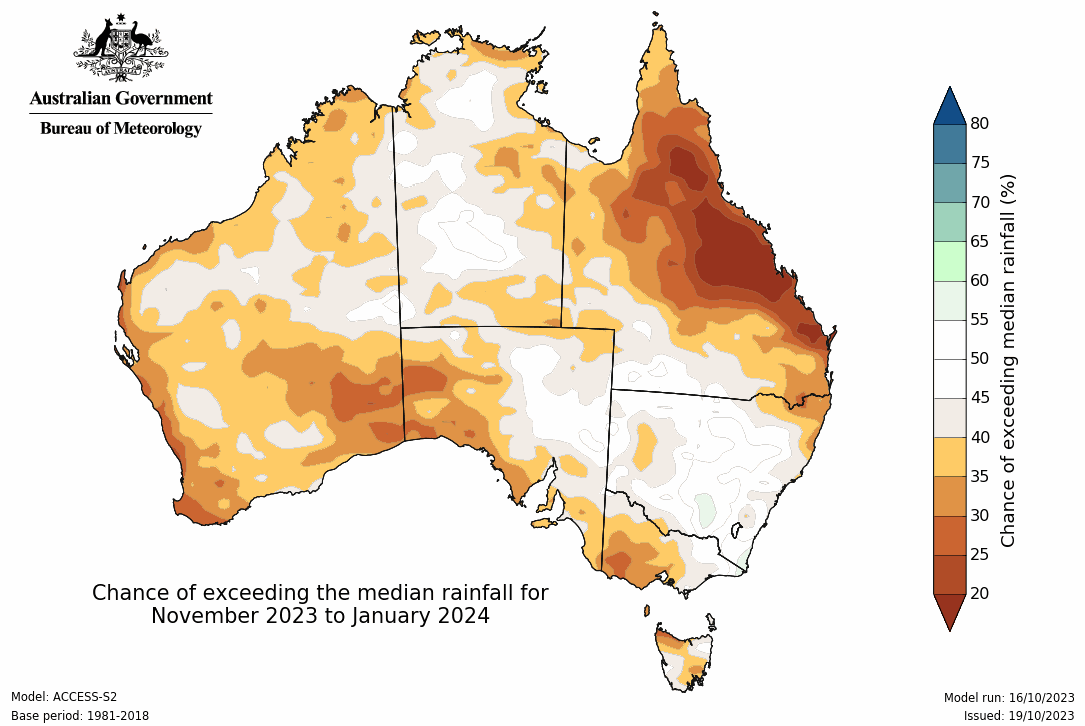 AUSTRALIA
Australian Government
Bureau of Meteorology
80
75
70
65
60
55
50
45
40
35
30
25
20
Chance of exceeding median rainfall (%)
Chance of exceeding the median rainfall for
November 2023 to January 2024
Model: ACCESS-S2
Base period: 1981-2018
Model run: 16/10/2023
Issued: 19/10/2023